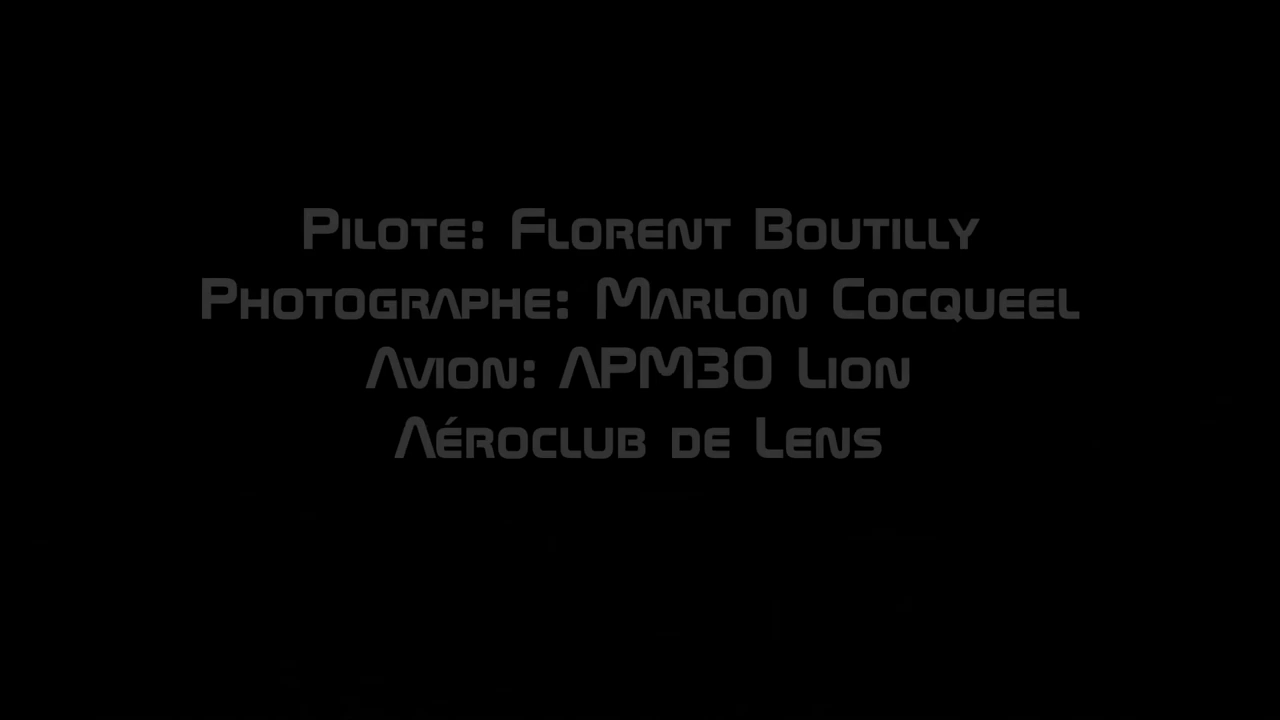 Pilote: Florent Boutilly
Photographe: Marlon Cocqueel
Avion: APM30 Lion
Aéroclub de Lens